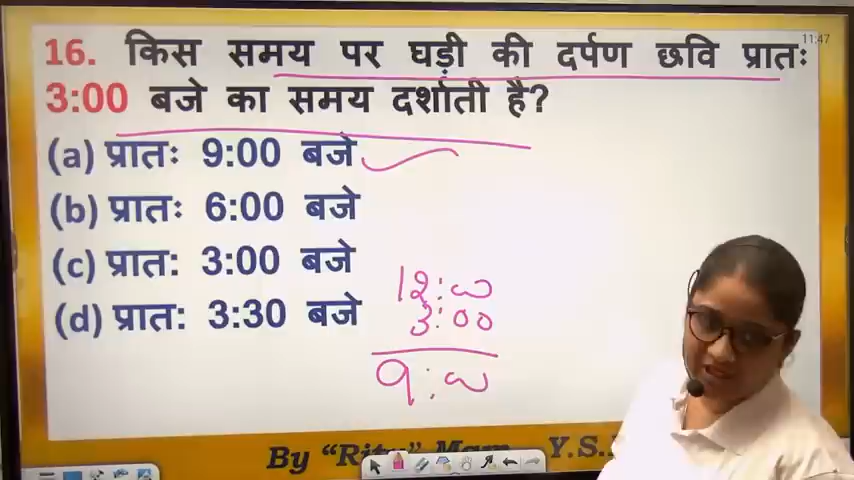 11:47
16. किस समय पर घड़ी की दर्पण छवि प्रातः
3:00 बजे का समय दर्शाती है?
(a) प्रातः 9:00 बजे
(b) प्रातः 6:00 बजे
(c) प्रातः 3:00 बजे
(d) प्रातः 3:30 बजे
12:00
3:00
9:00
By "Ritu" Mam Y.S.